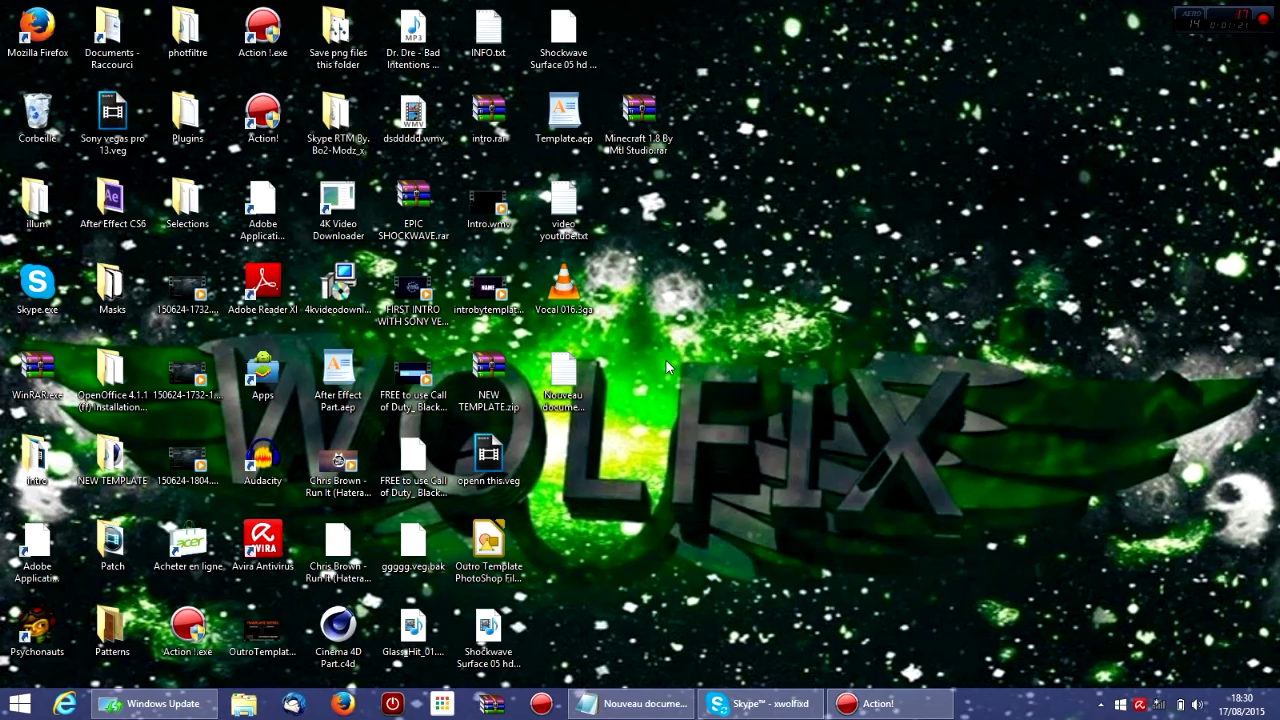 AERO 17
14 0:01:21
Mozilla Firefox
Documents -
Raccourci
photfiltre
Action !.exe
Save png files
this folder
Dr. Dre - Bad
Intentions ...
INFO.txt
Shockwave
Surface 05 hd ...
Corbeille
Sony vegas pro
13.veg
Plugins
Action!
Skype RTM By.
Bo2-Modz_x
dsddddd.wmv
intro.rar
Template.aep
Minecraft 1.8 By
Mtl Studio.rar
illum
After Effect CS6
Selections
Adobe
Applicati...
4K Video
Downloader
EPIC
SHOCKWAVE.rar
Intro.wmv
video
youtube.txt
Skype.exe
Masks
150624-1732....
Adobe Reader XI
4kvideodownl...
FIRST INTRO
WITH SONY VE...
introbytemplat...
Vocal 016.3ga
WinRAR.exe
OpenOffice 4.1.1
(fr) Installation...
150624-1732-1....
Apps
After Effect
Part.aep
FREE to use Call
of Duty_ Black...
NEW
TEMPLATE.zip
Nouveau
docume...
WOLFIX
intro
NEW TEMPLATE
150624-1804....
Audacity
Chris Brown -
Run It (Hatera...
FREE to use Call
of Duty_ Black...
openn this.veg
Adobe
Applicati...
Patch
Acheter en ligne
Avira Antivirus
Chris Brown -
Run It (Hatera...
ggggg.veg.bak
Outro Template
PhotoShop Fil...
Psychonauts
Patterns
Action !.exe
OutroTemplat...
Cinema 4D
Part.c4d
Glass_Hit_01....
Shockwave
Surface 05 hd...
Windows Update
Nouveau docume...
Skype™ - xwolfixd
Action!
18:30
17/08/2015